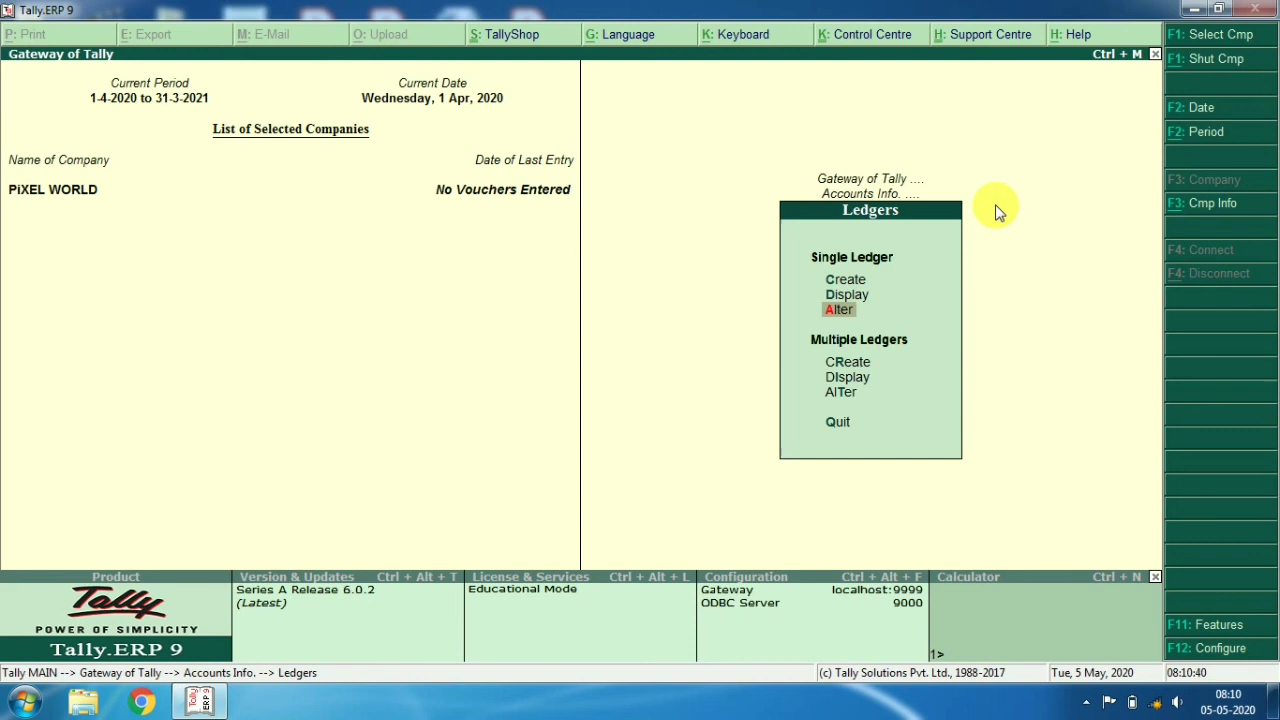 Tally.ERP 9
P: Print
E: Export
M: E-Mail
O: Upload
S: TallyShop
G: Language
K: Keyboard
K: Control Centre
H: Support Centre
H: Help
Gateway of Tally
Ctrl + M
Current Period
1-4-2020 to 31-3-2021
Current Date
Wednesday, 1 Apr, 2020
List of Selected Companies
Name of Company
Date of Last Entry
PiXEL WORLD
No Vouchers Entered
Gateway of Tally ....
Accounts Info. ....
Ledgers
Single Ledger
Create
Display
Alter
Multiple Ledgers
CReate
DIsplay
AlTer
Quit
F1: Select Cmp
F1: Shut Cmp
F2: Date
F2: Period
F3: Company
F3: Cmp Info
F4: Connect
F4: Disconnect
F11: Features
F12: Configure
Product
Tally
POWER OF SIMPLICITY
Tally.ERP 9
Version & Updates Ctrl + Alt + T
Series A Release 6.0.2
(Latest)
License & Services Ctrl + Alt + L
Educational Mode
Configuration Ctrl + Alt + F
Gateway localhost:9999
ODBC Server 9000
Calculator Ctrl + N
1>
Tally MAIN --> Gateway of Tally --> Accounts Info. --> Ledgers
(c) Tally Solutions Pvt. Ltd., 1988-2017
Tue, 5 May, 2020
08:10:40
Tally
ERP 9
08:10
05-05-2020